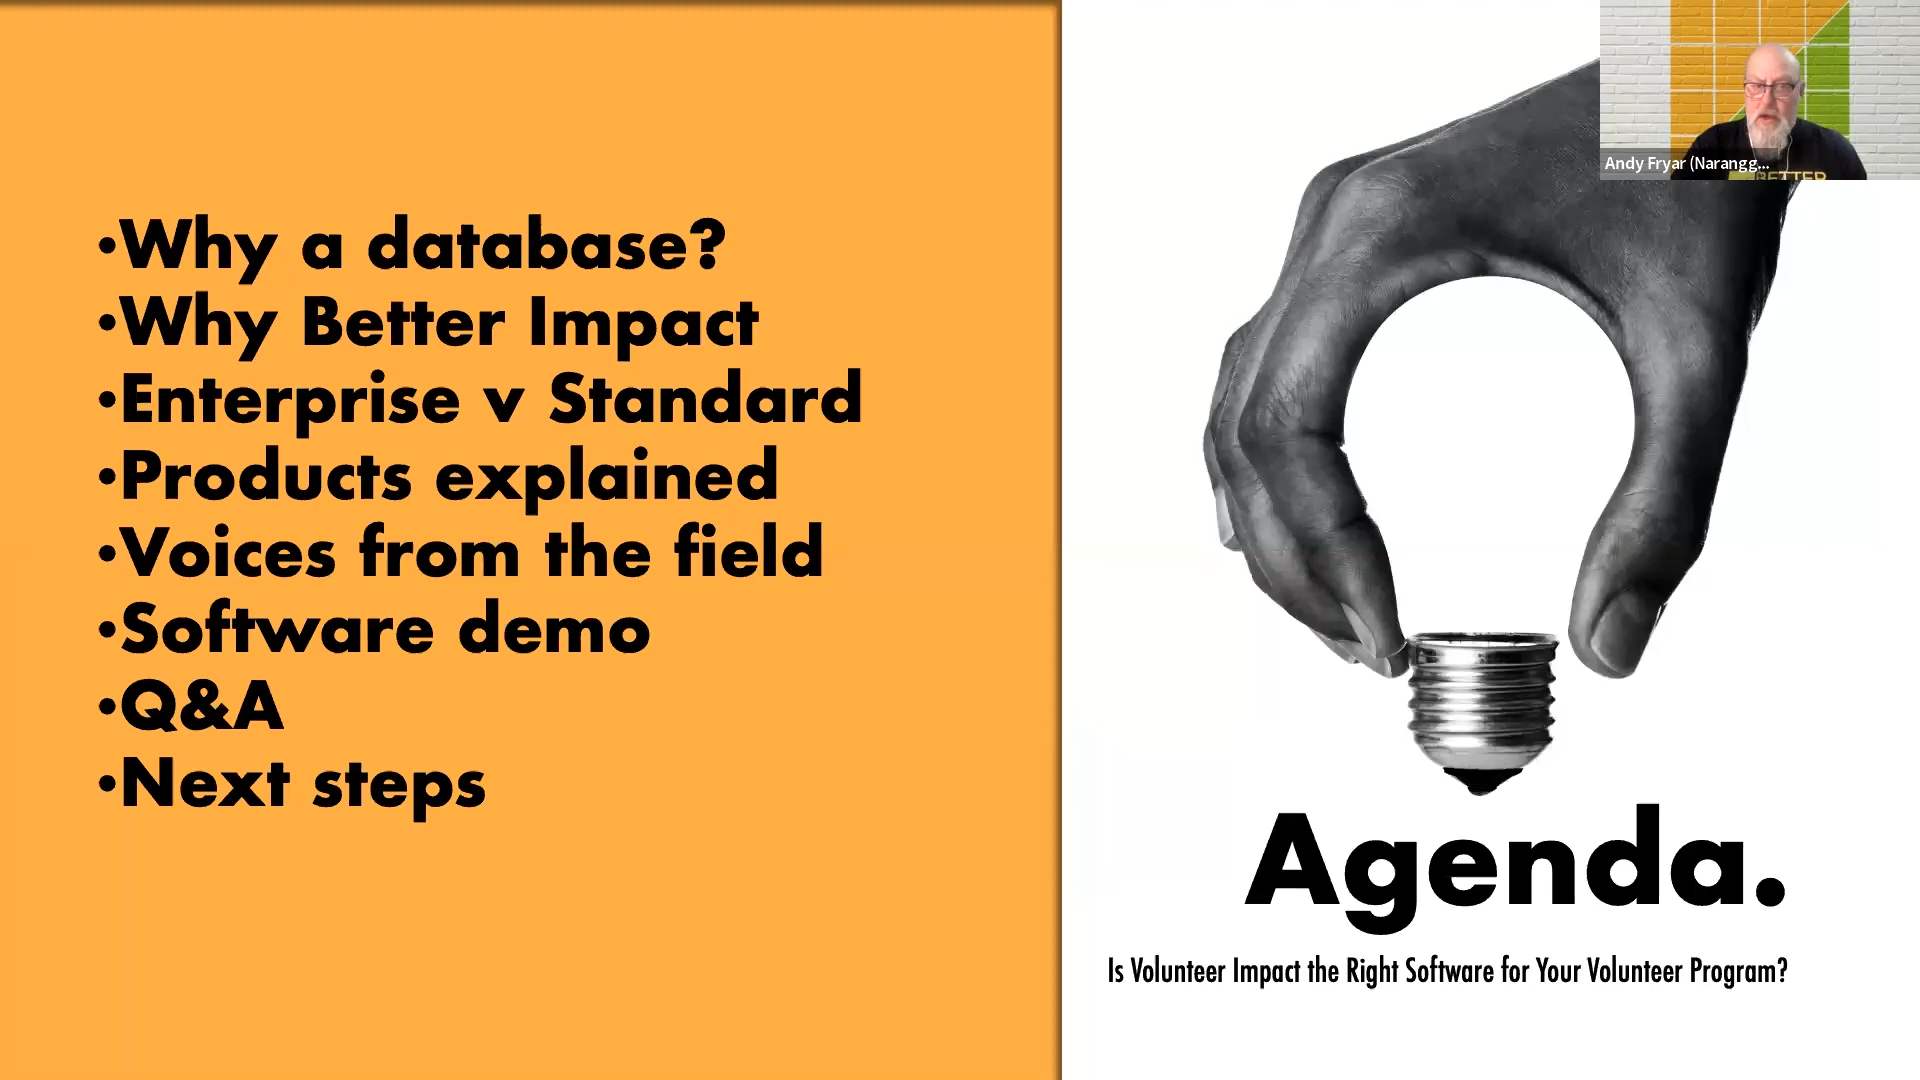 •Why a database?
•Why Better Impact
•Enterprise v Standard
•Products explained
•Voices from the field
•Software demo
•Q&A
•Next steps
Andy Fryar (Narangg...
BETTER
Agenda.
Is Volunteer Impact the Right Software for Your Volunteer Program?